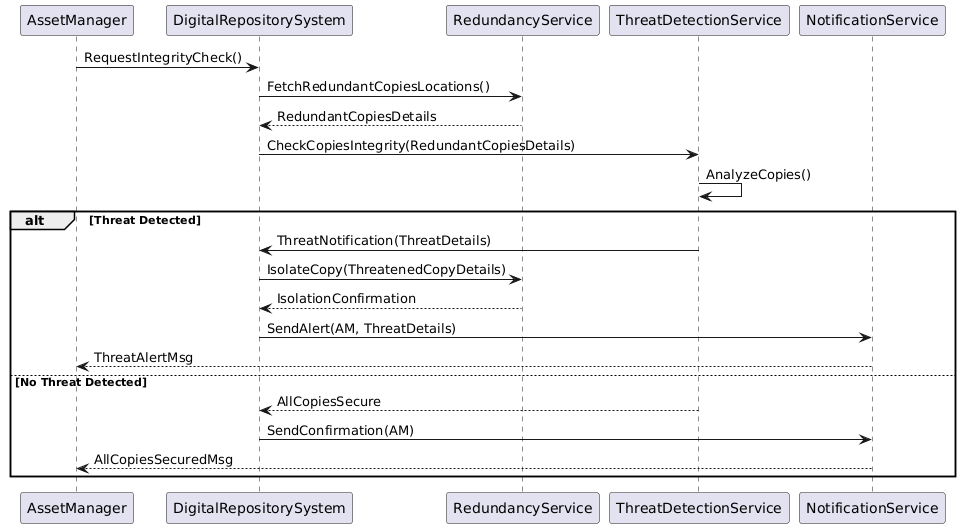 AssetManager DigitalRepositorySystem RedundancyService ThreatDetectionService NotificationService
RequestIntegrityCheck()
FetchRedundantCopiesLocations()
RedundantCopiesDetails
CheckCopiesIntegrity(RedundantCopiesDetails)
AnalyzeCopies()
alt [Threat Detected]
ThreatNotification(ThreatDetails)
IsolateCopy(ThreatenedCopyDetails)
IsolationConfirmation
SendAlert(AM, ThreatDetails)
ThreatAlertMsg
[No Threat Detected]
AllCopiesSecure
SendConfirmation(AM)
AllCopiesSecuredMsg
AssetManager DigitalRepositorySystem RedundancyService ThreatDetectionService NotificationService